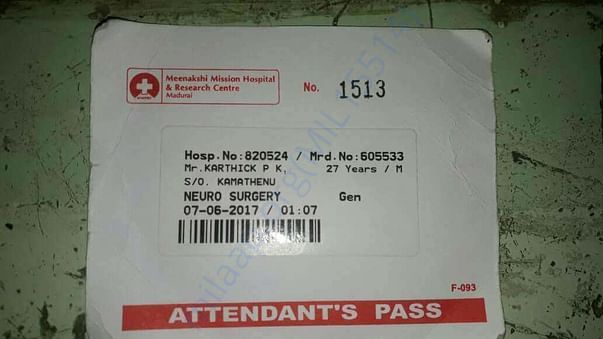 Meenakshi Mission Hospital
& Research Centre
Madurai
No. 1513
Hosp.No:820524 / Mrd.No:605533
Mr.KARTHICK P K, 27 Years / M
S/O. KAMATHENU
NEURO SURGERY Gen
07-06-2017 / 01:07
F-093
ATTENDANT'S PASS